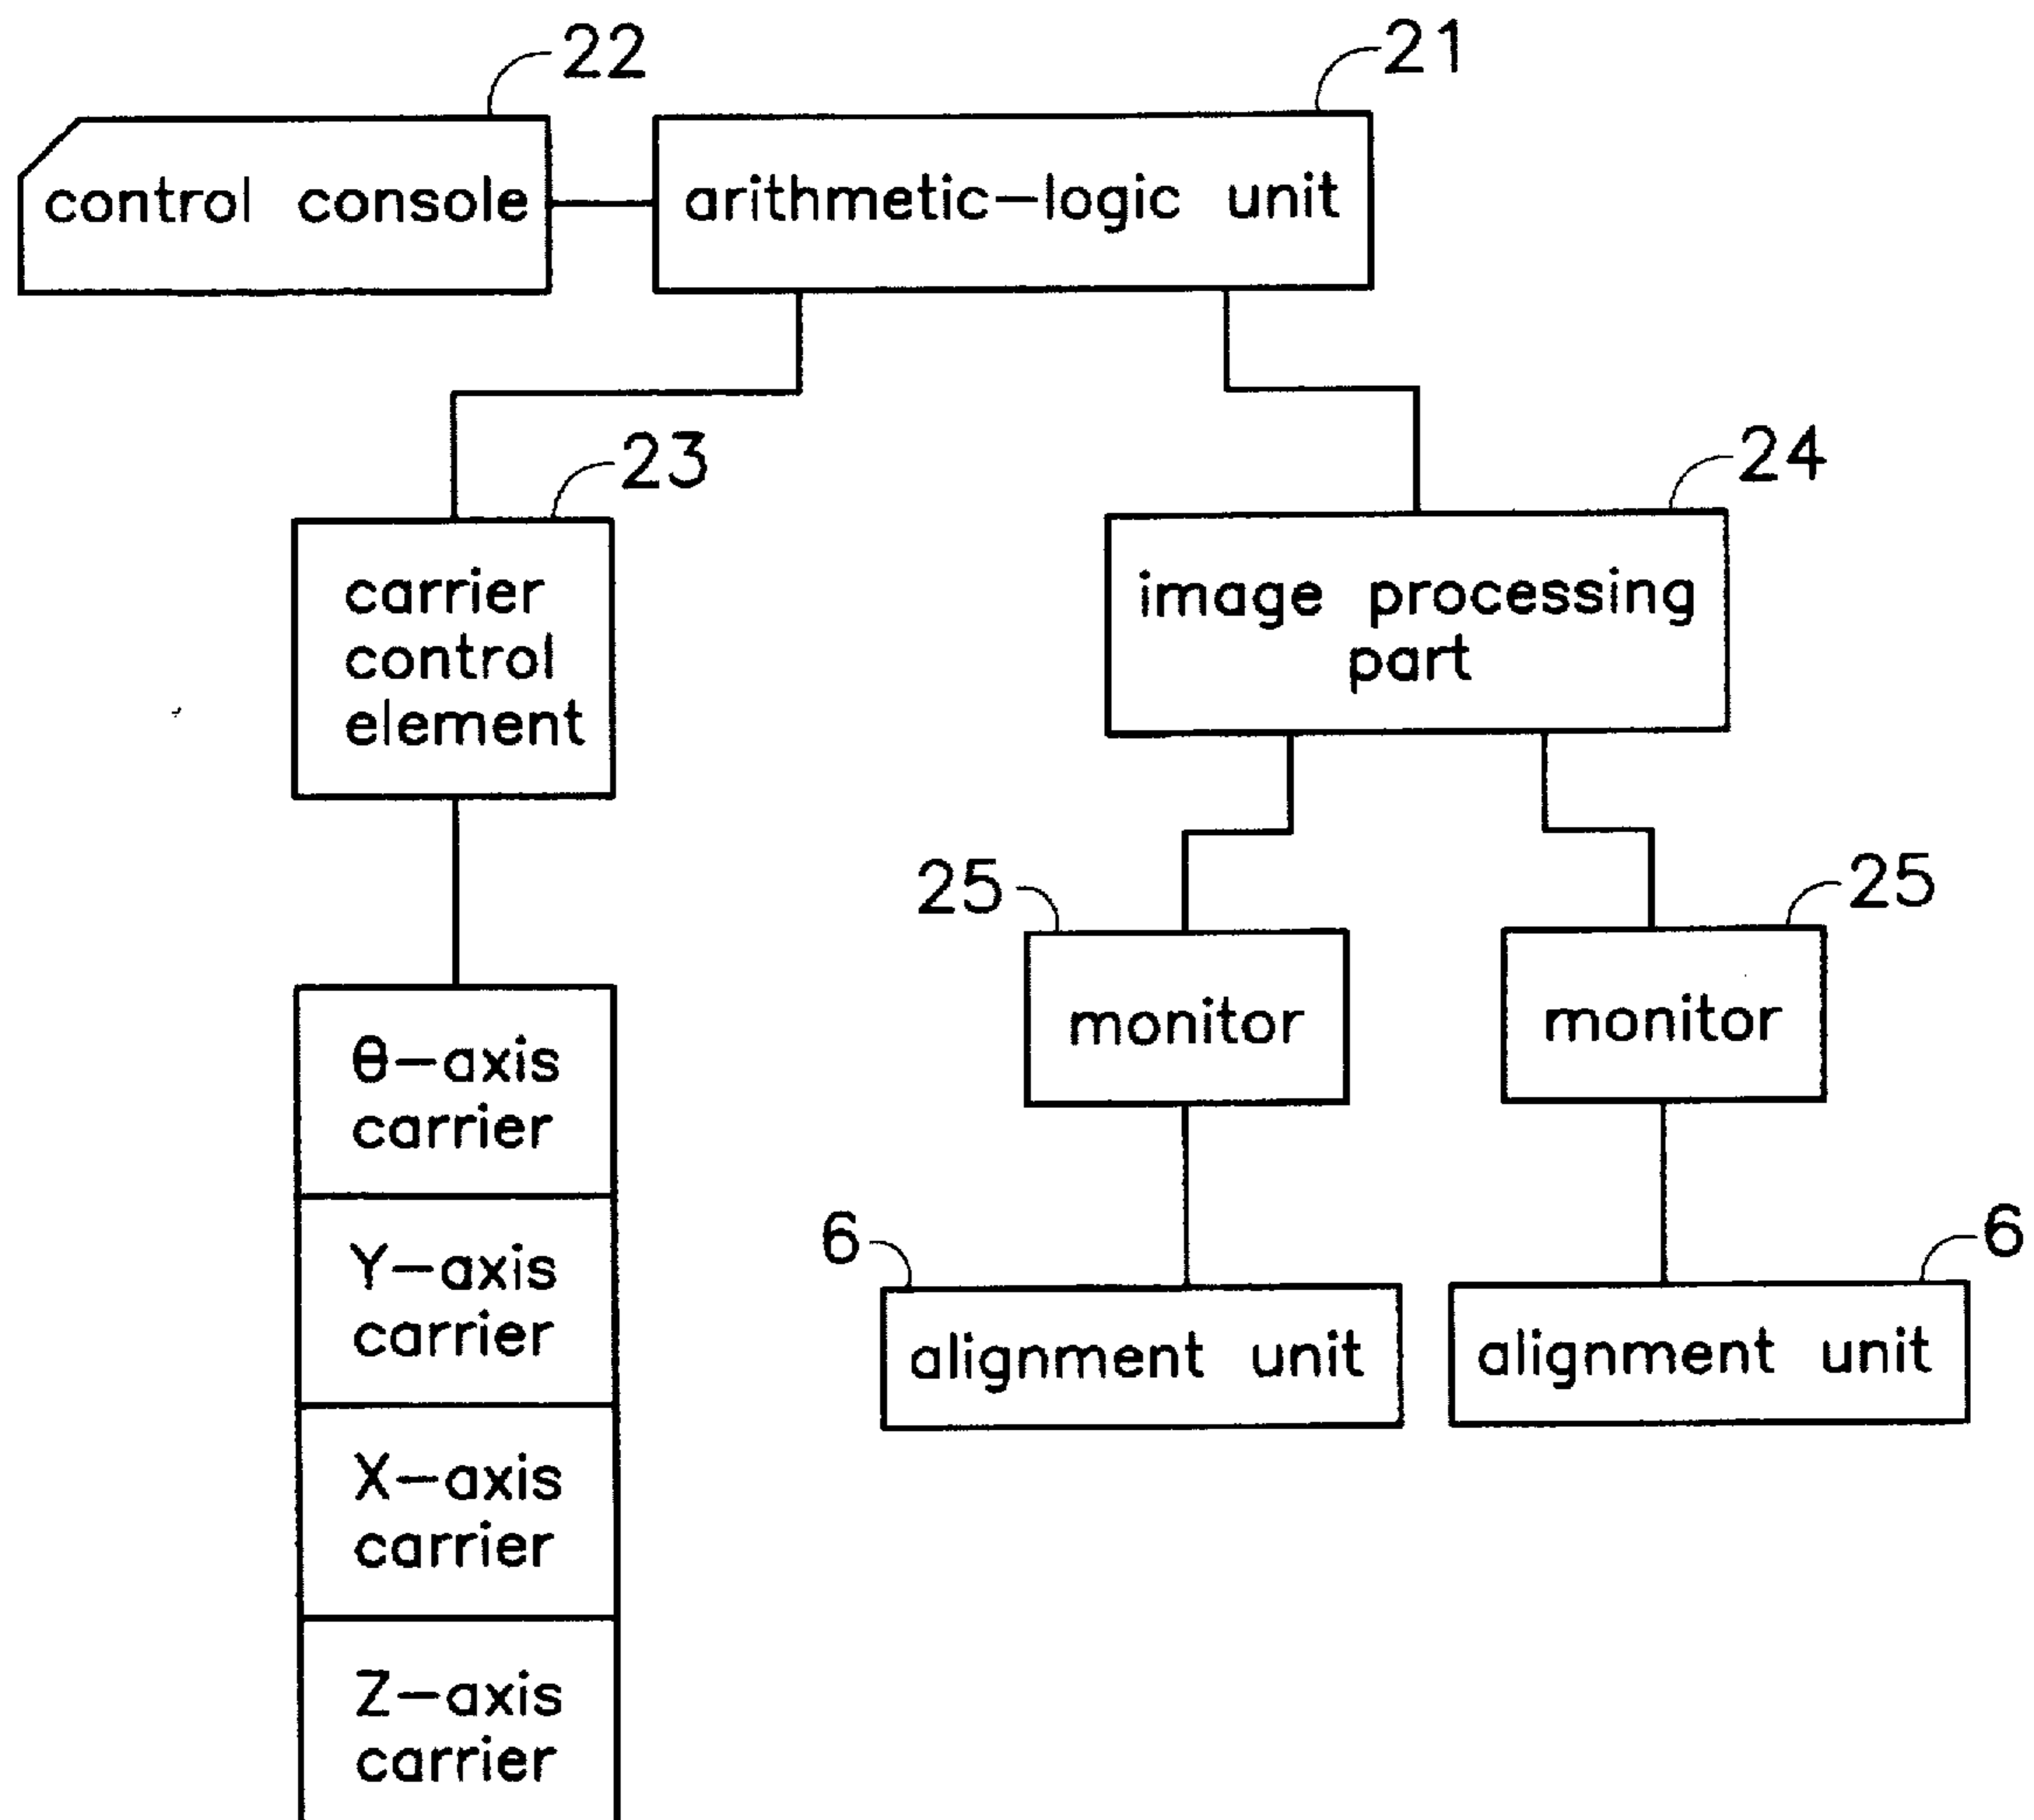 22
21
control console
arithmetic-logic unit
23
24
carrier
control
element
image processing
part
25
25
monitor
monitor
θ-axis
carrier
6
6
Y-axis
carrier
alignment unit
alignment unit
X-axis
carrier
Z-axis
carrier